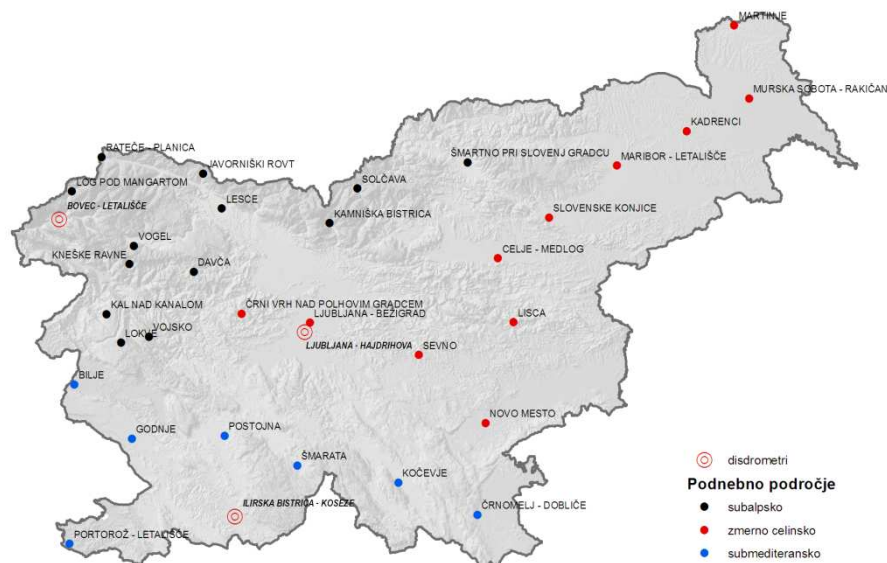 MARTINJE
MURSKA SOBOTA - RAKIČAN
KADRENCI
MARIBOR - LETALIŠČE
ŠMARTNO PRI SLOVENJ GRADCU
RATEČE - PLANICA
JAVORNIŠKI ROVT
SOLČAVA
LOG POD MANGARTOM
BOVEC - LETALIŠČE
LESCE
KAMNIŠKA BISTRICA
SLOVENSKE KONJICE
VOGEL
KNEŠKE RAVNE
DAVČA
CELJE - MEDLOG
KAL NAD KANALOM
ČRNI VRH NAD POLHOVIM GRADCEM
LJUBLJANA - BEŽIGRAD
LISCA
VOJSKO
LOKVE
LJUBLJANA - HAJDRIHOVA
SEVNO
BILJE
NOVO MESTO
GODNJE
POSTOJNA
ŠMARATA
KOČEVJE
ILIRSKA BISTRICA - KOSEZE
ČRNOMELJ - DOBLIČE
PORTOROŽ - LETALIŠČE
disdrometri
Podnebno področje
subalpsko
zmerno celinsko
submediteransko